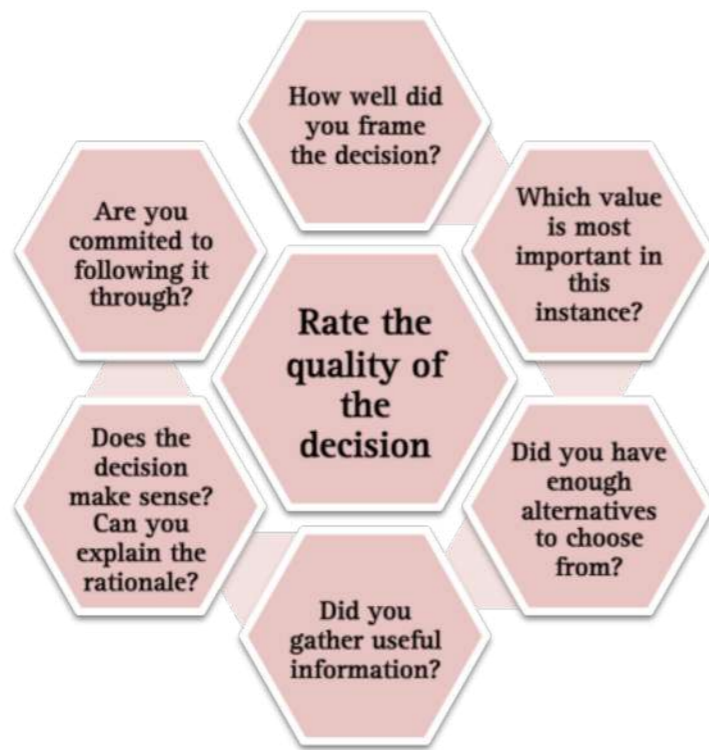 How well did
you frame
the decision?
Which value
is most
important in
this
instance?
Did you have
enough
alternatives
to choose
from?
Did you
gather useful
information?
Does the
decision
make sense?
Can you
explain the
rationale?
Are you
commited to
following it
through?
Rate the
quality of
the
decision